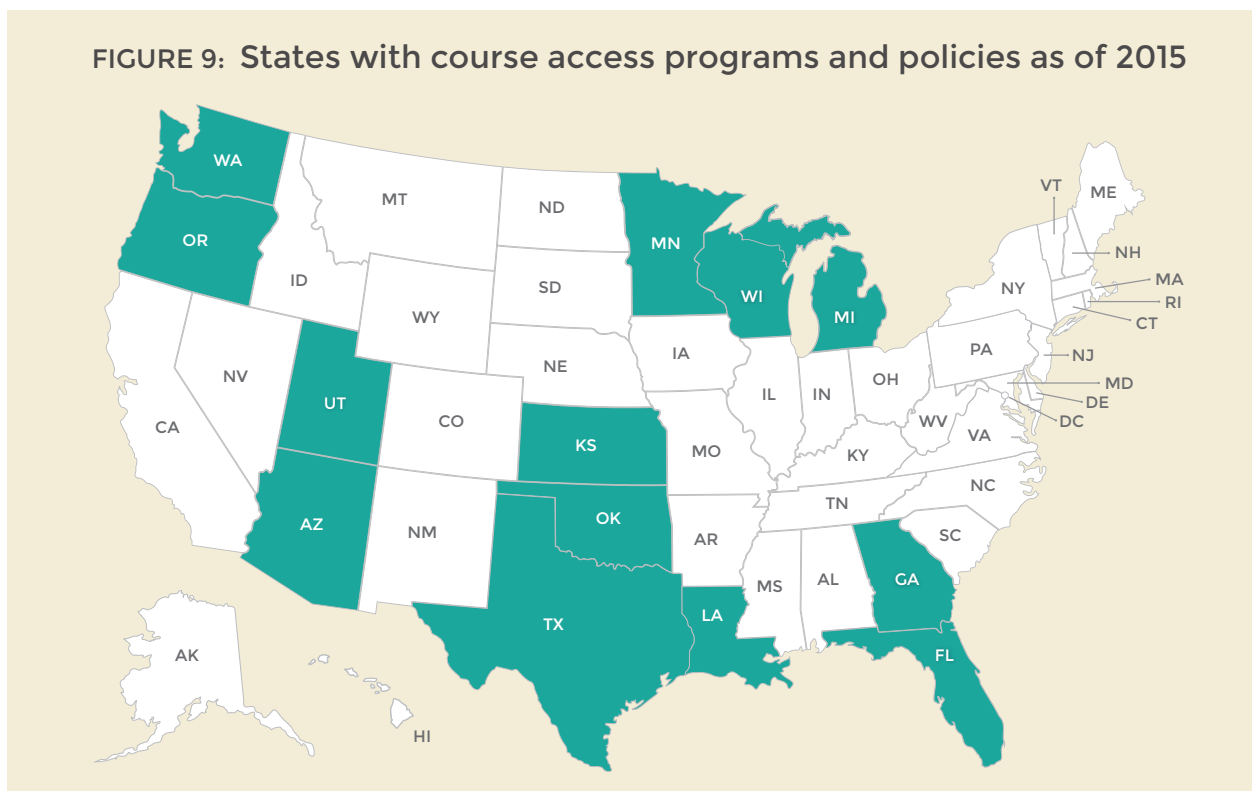 FIGURE 9: States with course access programs and policies as of 2015
WA
MT
ND
MN
VT
ME
OR
ID
SD
WI
MI
NY
NH
MA
RI
CT
WY
NV
NE
IA
PA
NJ
MD
DE
DC
CA
UT
CO
KS
MO
IL
IN
OH
WV
VA
KY
AZ
NM
OK
AR
TN
NC
SC
MS
AL
GA
TX
LA
FL
AK
HI